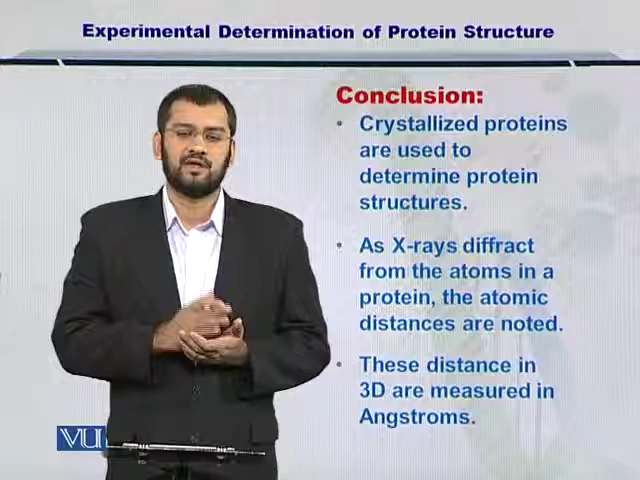 Experimental Determination of Protein Structure
Conclusion:
• Crystallized proteins
are used to
determine protein
structures.
• As X-rays diffract
from the atoms in a
protein, the atomic
distances are noted.
• These distance in
3D are measured in
Angstroms.
VU